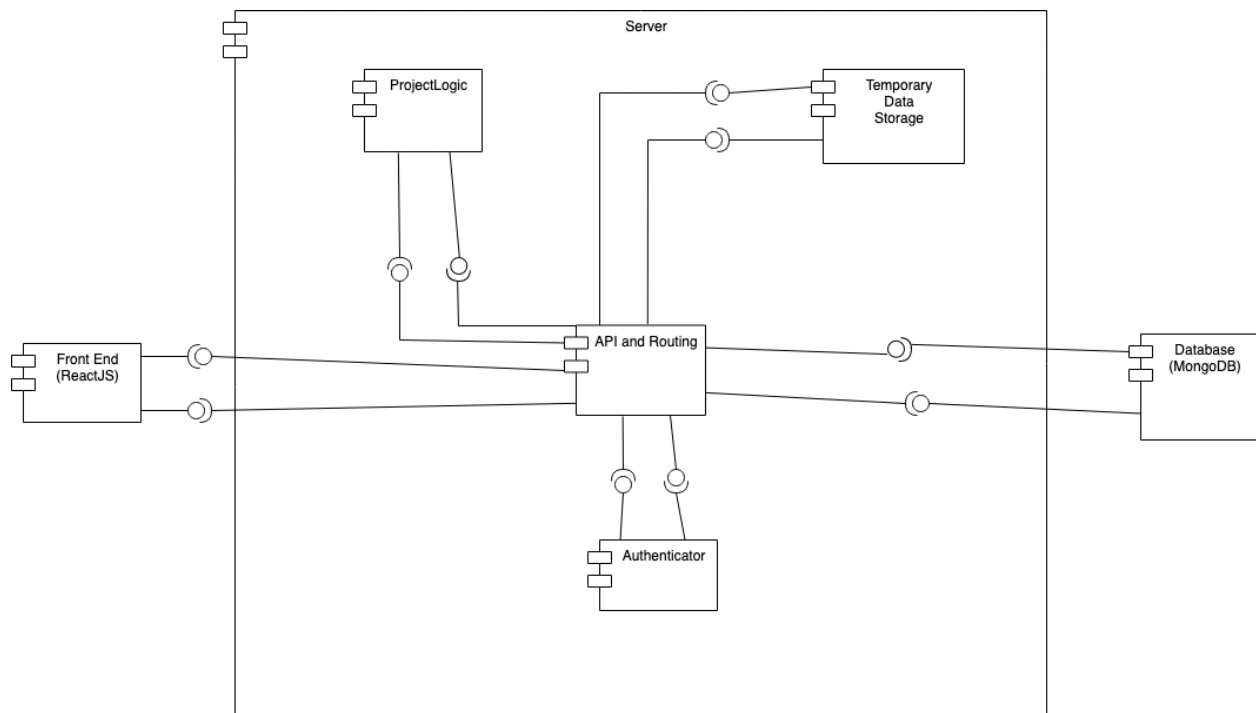 Server
ProjectLogic
Temporary
Data
Storage
Front End
(ReactJS)
API and Routing
Database
(MongoDB)
Authenticator